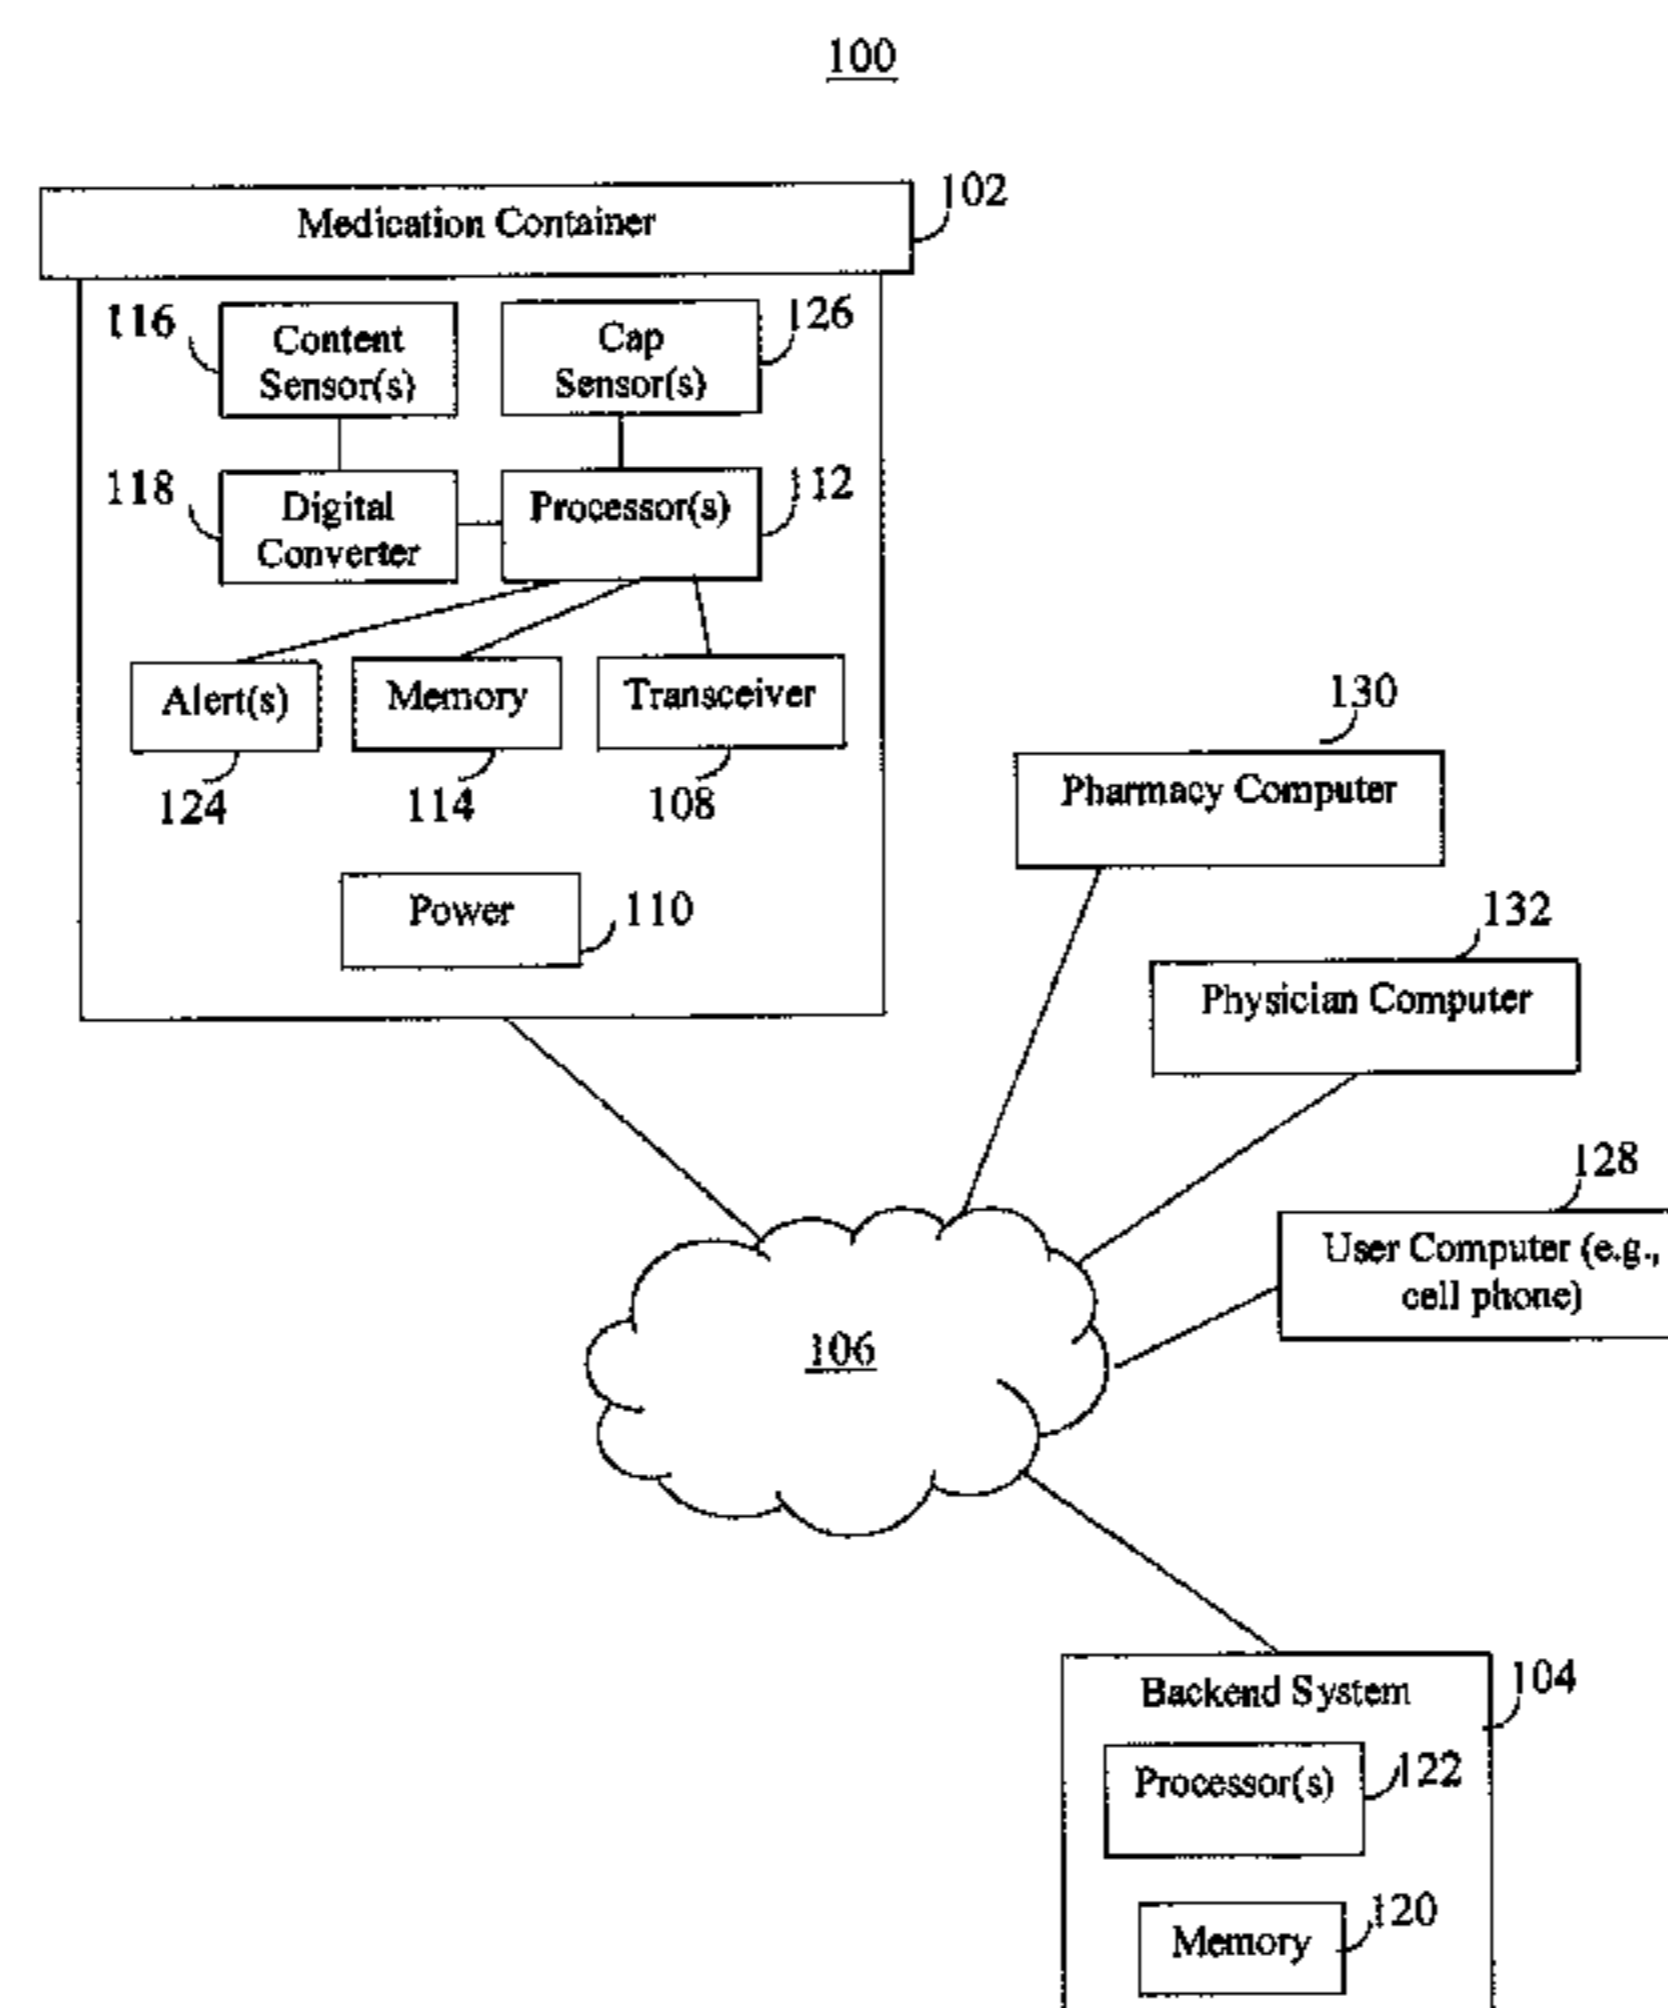 100
102
Medication Container
116
Content
Sensor(s)
Cap
Sensor(s)
126
118
Digital
Converter
Processor(s)
112
Alert(s)
Memory
Transceiver
124
114
108
Power
110
130
Pharmacy Computer
132
Physician Computer
128
User Computer (e.g.,
cell phone)
106
Backend System
104
Processor(s)
122
Memory
120